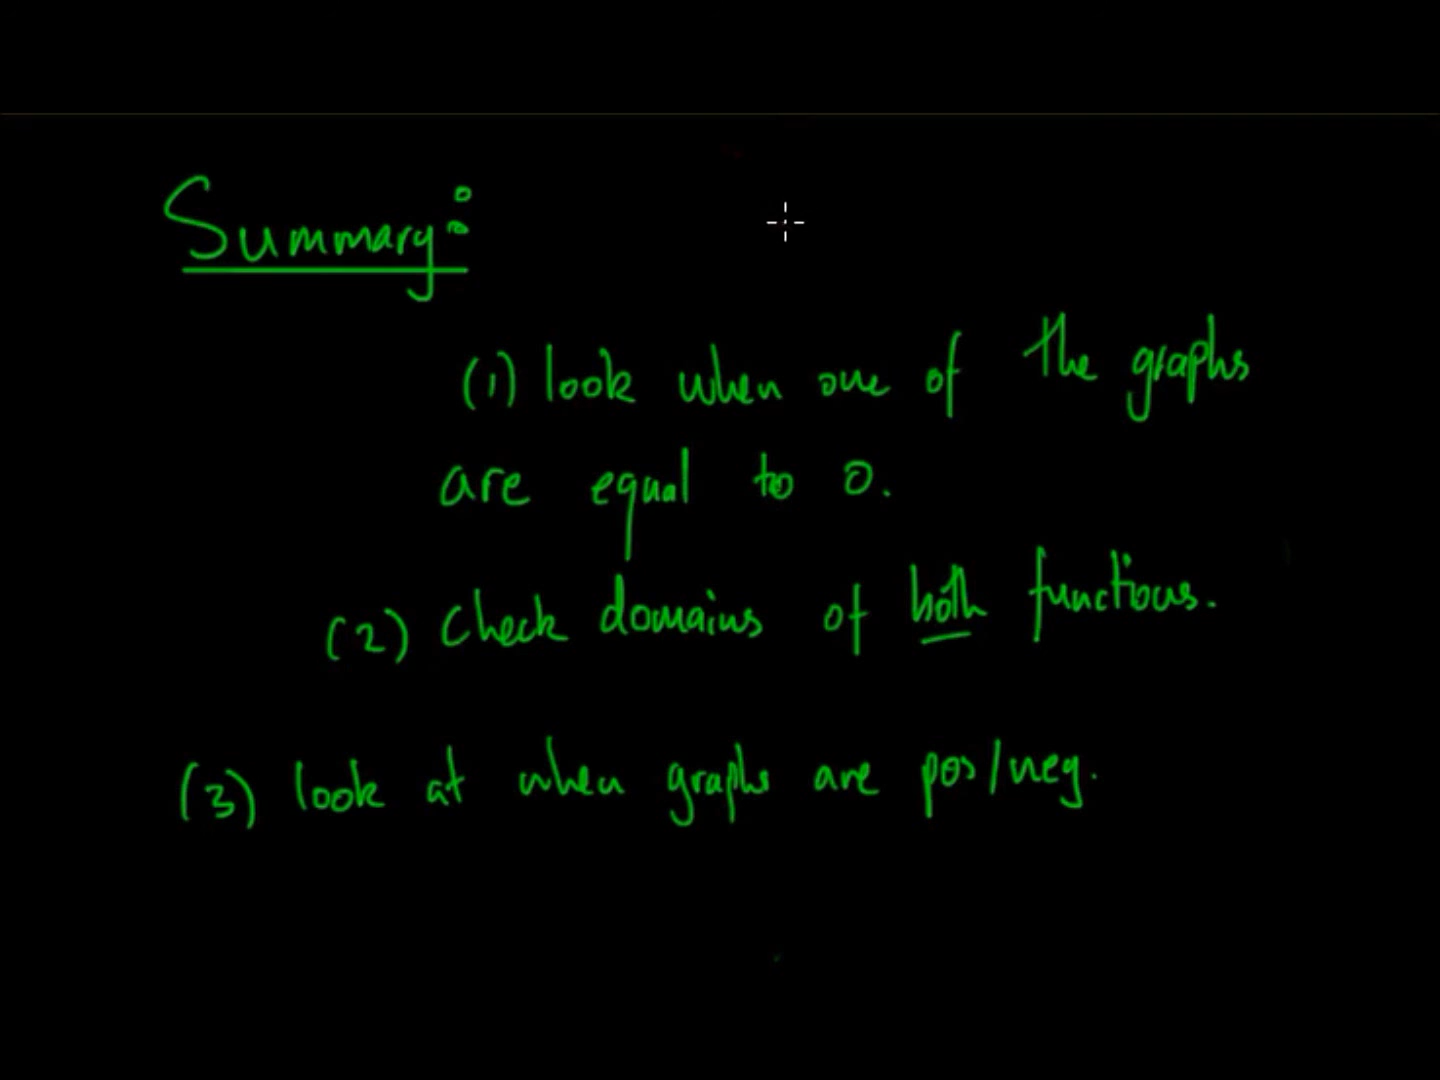 Summary:
(1) look when one of the graphs
are equal to 0.
(2) Check domains of both functions.
(3) look at when graphs are pos/neg.